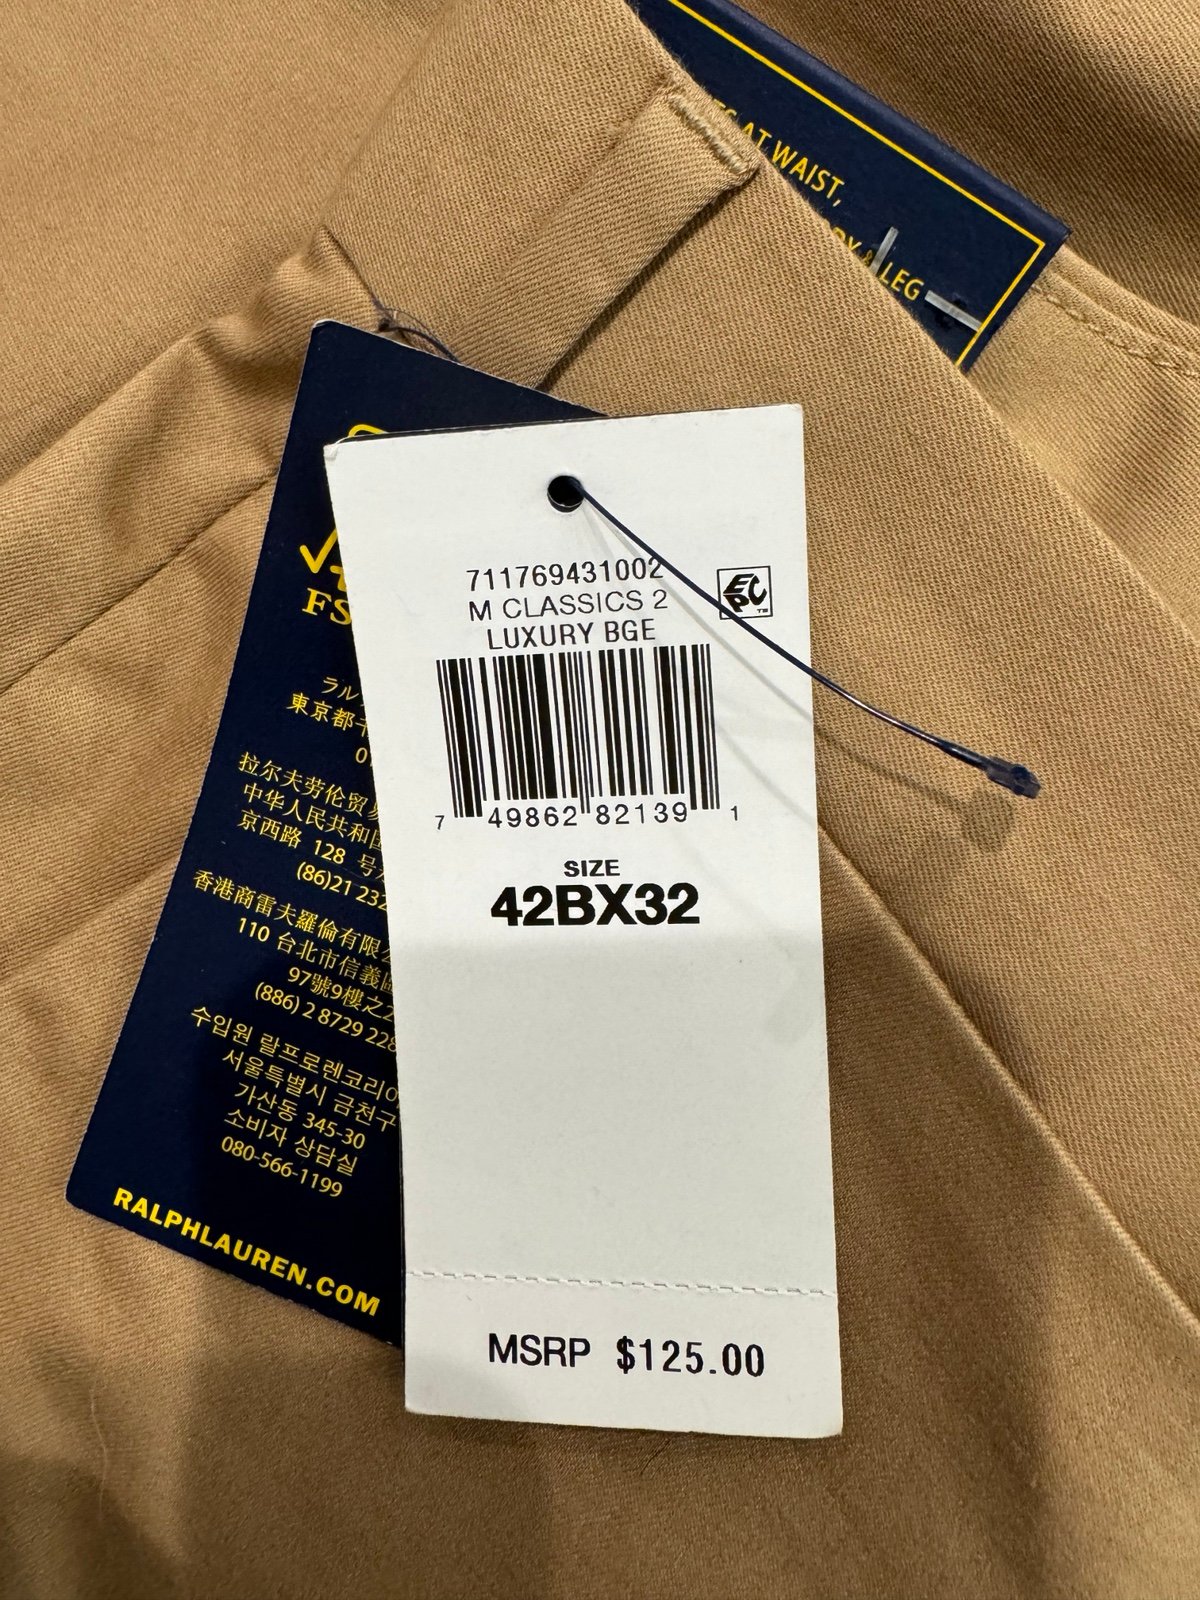 AT WAIST,
& LEG
711769431002
M CLASSICS 2
LUXURY BGE
EPC
7 49862 82139 1
SIZE
42BX32
MSRP $125.00
FS
ラル
東京都千
拉尔夫劳伦贸易
中华人民共和国
京西路 128 号
(86)21 232
香港商雷夫羅倫有限公
110 台北市信義區
97號9樓之2
(886) 2 8729 228
수입원 랄프로렌코리아
서울특별시 금천구
가산동 345-30
소비자 상담실
080-566-1199
RALPHLAUREN.COM